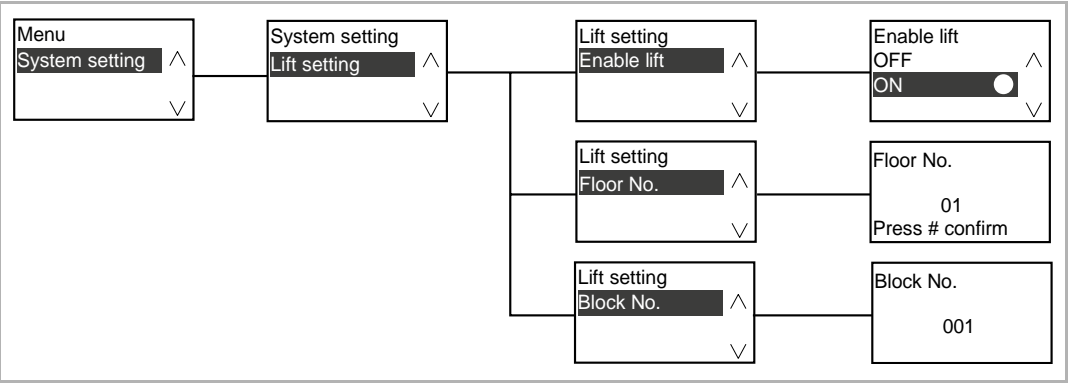 Menu
System setting
System setting
Lift setting
Lift setting
Enable lift
Enable lift
OFF
ON
Lift setting
Floor No.
Floor No.
01
Press # confirm
Lift setting
Block No.
Block No.
001